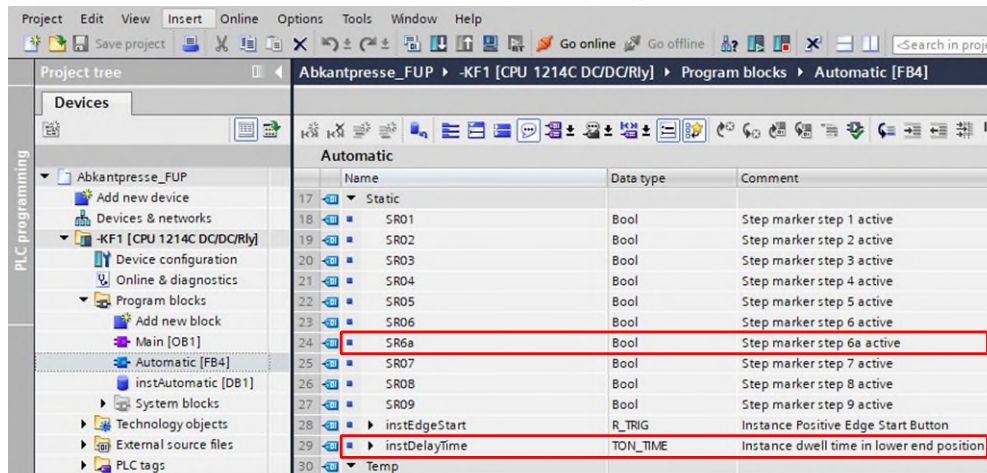 Project Edit View Insert Online Options Tools Window Help
Save project Go online Go offline <Search in proj
Project tree Abkantpresse_FUP ▸ -KF1 [CPU 1214C DC/DC/Rly] ▸ Program blocks ▸ Automatic [FB4]
Devices
PLC programming
Automatic
Name Data type Comment
Abkantpresse_FUP
Add new device
Devices & networks
-KF1 [CPU 1214C DC/DC/Rly]
Device configuration
Online & diagnostics
Program blocks
Add new block
Main [OB1]
Automatic [FB4]
instAutomatic [DB1]
System blocks
Technology objects
External source files
PLC tags
17 Static
18 SR01 Bool Step marker step 1 active
19 SR02 Bool Step marker step 2 active
20 SR03 Bool Step marker step 3 active
21 SR04 Bool Step marker step 4 active
22 SR05 Bool Step marker step 5 active
23 SR06 Bool Step marker step 6 active
24 SR6a Bool Step marker step 6a active
25 SR07 Bool Step marker step 7 active
26 SR08 Bool Step marker step 8 active
27 SR09 Bool Step marker step 9 active
28 instEdgeStart R_TRIG Instance Positive Edge Start Button
29 instDelayTime TON_TIME Instance dwell time in lower end position
30 Temp